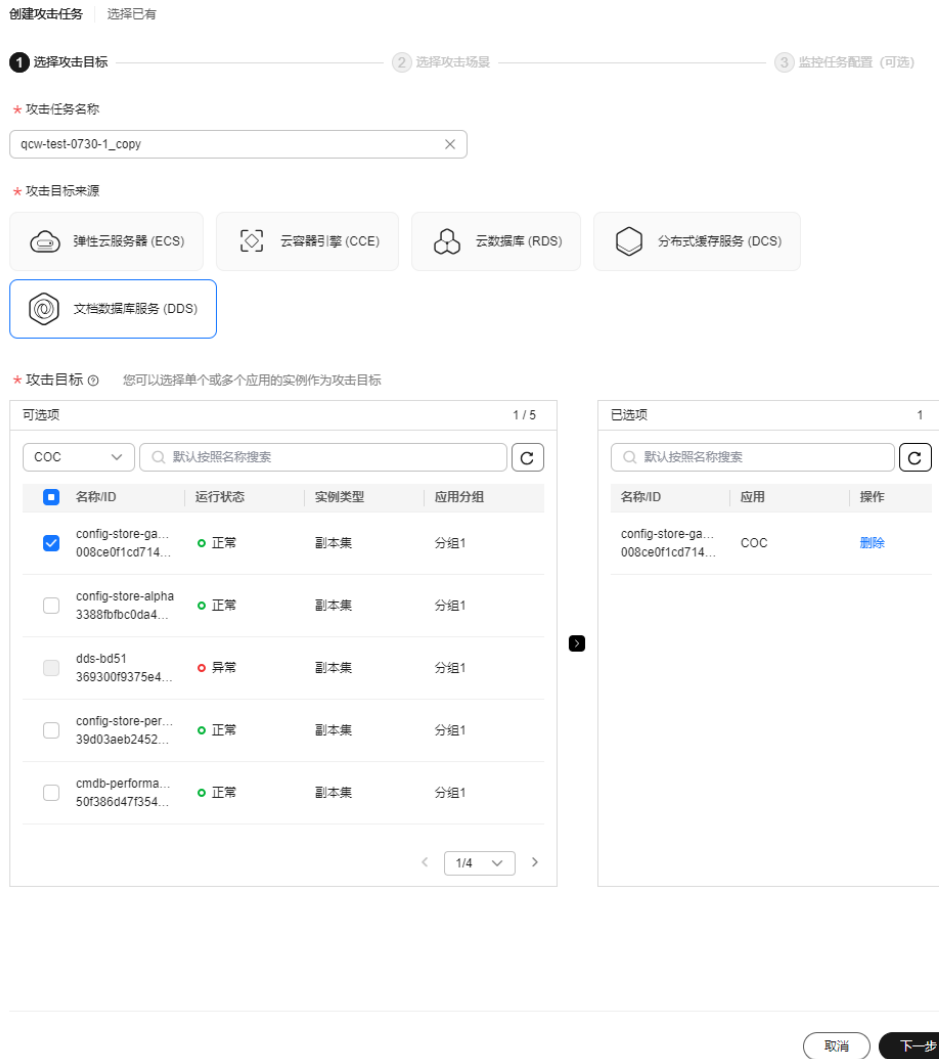 创建攻击任务 选择已有
1 选择攻击目标 2 选择攻击场景 3 监控任务配置 (可选)
* 攻击任务名称
qcw-test-0730-1_copy
* 攻击目标来源
弹性云服务器 (ECS) 云容器引擎 (CCE) 云数据库 (RDS) 分布式缓存服务 (DCS)
文档数据库服务 (DDS)
* 攻击目标 您可以选择单个或多个应用的实例作为攻击目标
可选项 1 / 5
COC 默认按照名称搜索
名称/ID 运行状态 实例类型 应用分组
config-store-ga...
008ce0f1cd714...
正常 副本集 分组1
config-store-alpha
3388fbfbc0da4...
正常 副本集 分组1
dds-bd51
369300f9375e4...
异常 副本集 分组1
config-store-per...
39d03aeb2452...
正常 副本集 分组1
cmdb-performa...
50f386d47f354...
正常 副本集 分组1
1/4
已选项 1
默认按照名称搜索
名称/ID 应用 操作
config-store-ga...
008ce0f1cd714...
COC 删除
取消 下一步